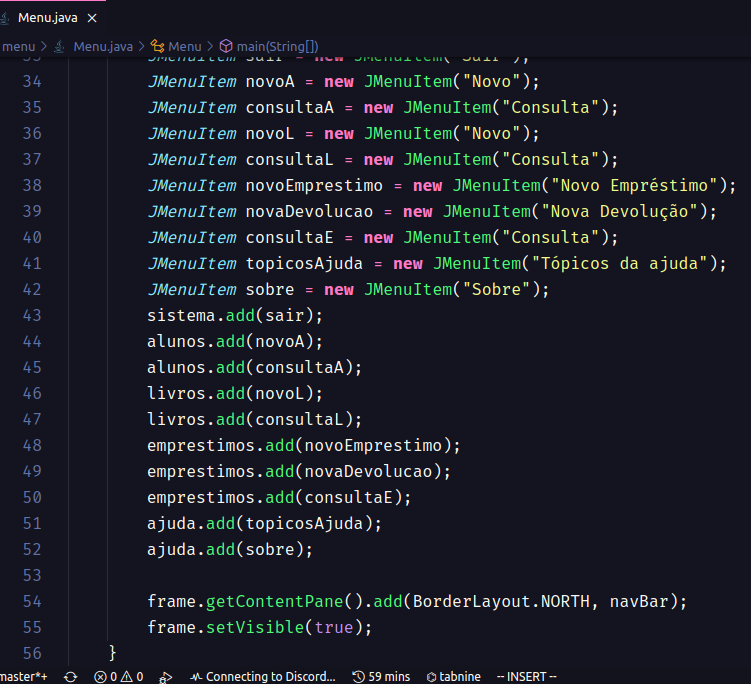 Menu.java ×
menu > Menu.java > Menu > main(String[])
33 JMenuItem sair = new JMenuItem("Sair");
34 JMenuItem novoA = new JMenuItem("Novo");
35 JMenuItem consultaA = new JMenuItem("Consulta");
36 JMenuItem novoL = new JMenuItem("Novo");
37 JMenuItem consultaL = new JMenuItem("Consulta");
38 JMenuItem novoEmprestimo = new JMenuItem("Novo Empréstimo");
39 JMenuItem novaDevolucao = new JMenuItem("Nova Devolução");
40 JMenuItem consultaE = new JMenuItem("Consulta");
41 JMenuItem topicosAjuda = new JMenuItem("Tópicos da ajuda");
42 JMenuItem sobre = new JMenuItem("Sobre");
43 sistema.add(sair);
44 alunos.add(novoA);
45 alunos.add(consultaA);
46 livros.add(novoL);
47 livros.add(consultaL);
48 emprestimos.add(novoEmprestimo);
49 emprestimos.add(novaDevolucao);
50 emprestimos.add(consultaE);
51 ajuda.add(topicosAjuda);
52 ajuda.add(sobre);
53
54 frame.getContentPane().add(BorderLayout.NORTH, navBar);
55 frame.setVisible(true);
56 }
master*+ 0 0 Connecting to Discord... 59 mins tabnine -- INSERT --